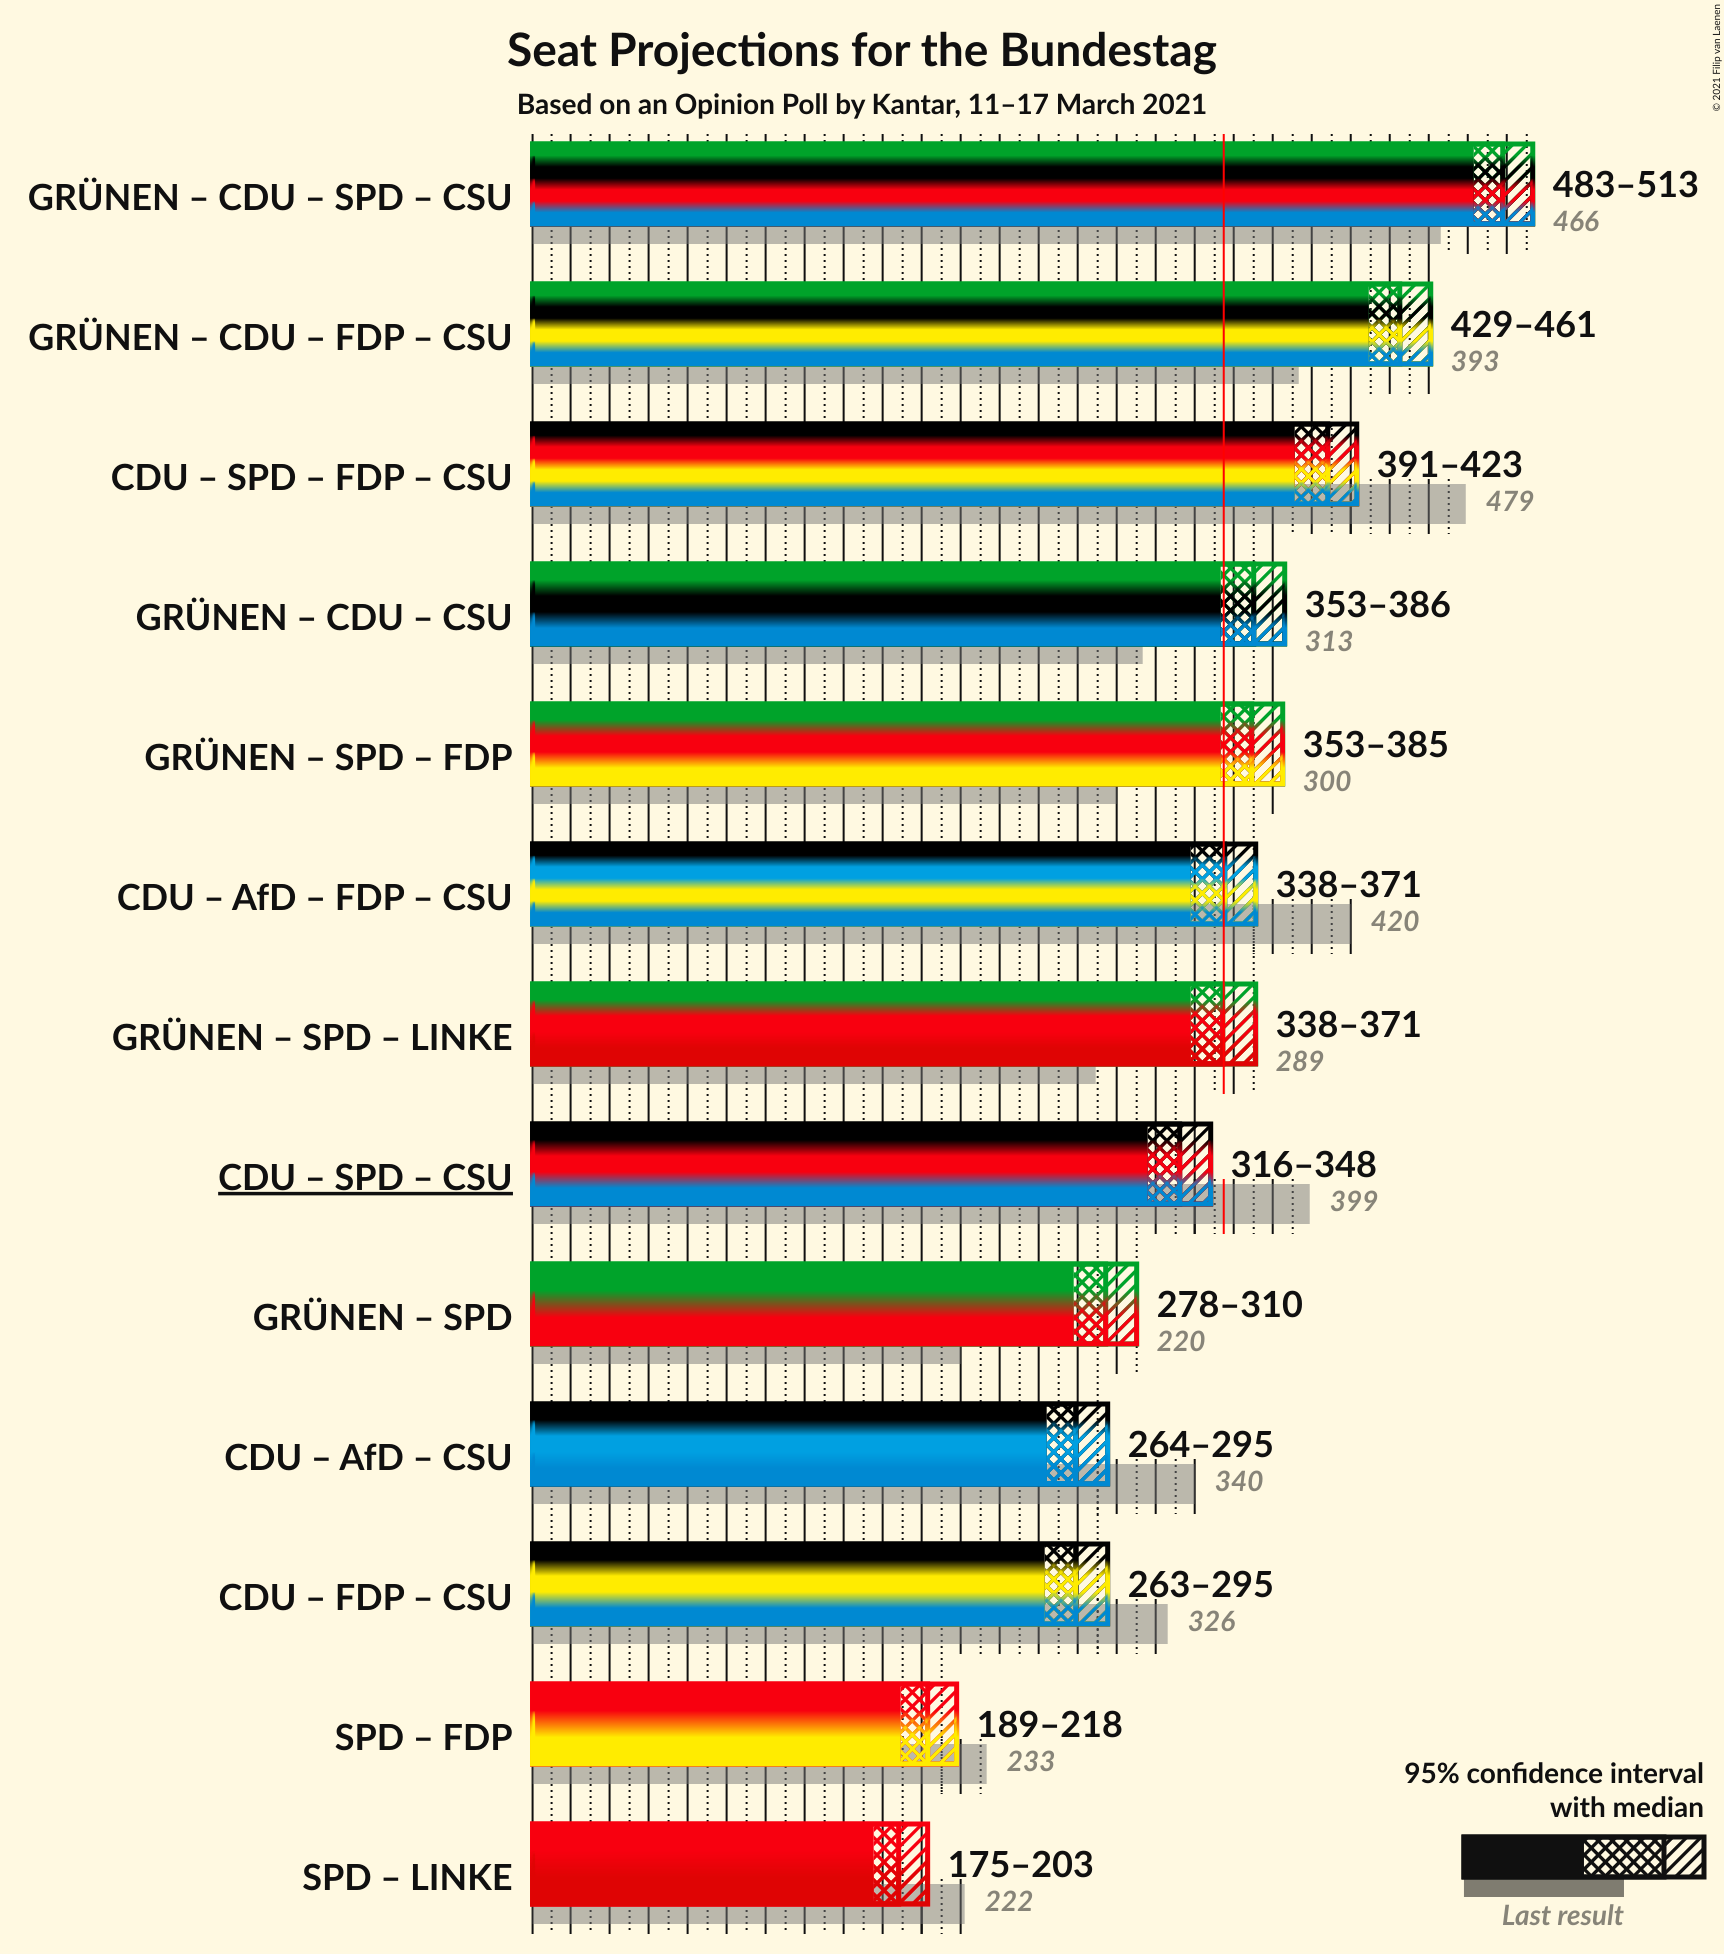 Seat Projections for the Bundestag
Based on an Opinion Poll by Kantar, 11–17 March 2021
© 2021 Filip van Laenen
GRÜNEN – CDU – SPD – CSU
483–513
466
GRÜNEN – CDU – FDP – CSU
429–461
393
CDU – SPD – FDP – CSU
391–423
479
GRÜNEN – CDU – CSU
353–386
313
GRÜNEN – SPD – FDP
353–385
300
CDU – AfD – FDP – CSU
338–371
420
GRÜNEN – SPD – LINKE
338–371
289
CDU – SPD – CSU
316–348
399
GRÜNEN – SPD
278–310
220
CDU – AfD – CSU
264–295
340
CDU – FDP – CSU
263–295
326
SPD – FDP
189–218
233
SPD – LINKE
175–203
222
95% confidence interval
with median
Last result